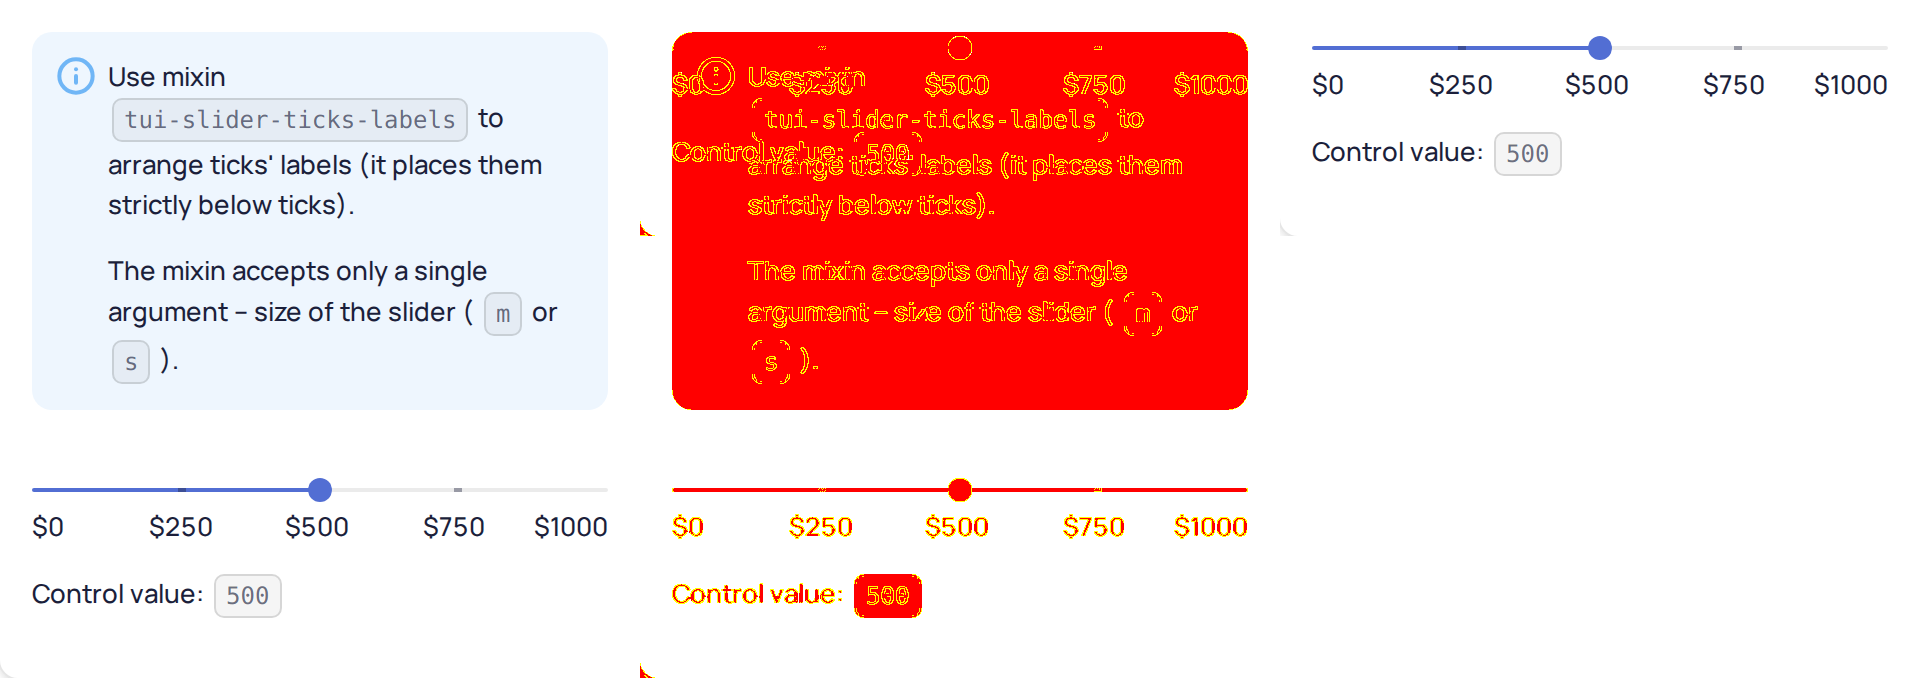 Use mixin
tui-slider-ticks-labels to
arrange ticks' labels (it places them
strictly below ticks).
The mixin accepts only a single
argument – size of the slider ( m or
s ).
$0 $250 $500 $750 $1000
Control value: 500
$0 $250 $500 $750 $1000
Use mixin
tui-slider-ticks-labels to
Control value: 500
arrange ticks' labels (it places them
strictly below ticks).
The mixin accepts only a single
argument – size of the slider ( m or
s ).
$0 $250 $500 $750 $1000
Control value: 500
$0 $250 $500 $750 $1000
Control value: 500